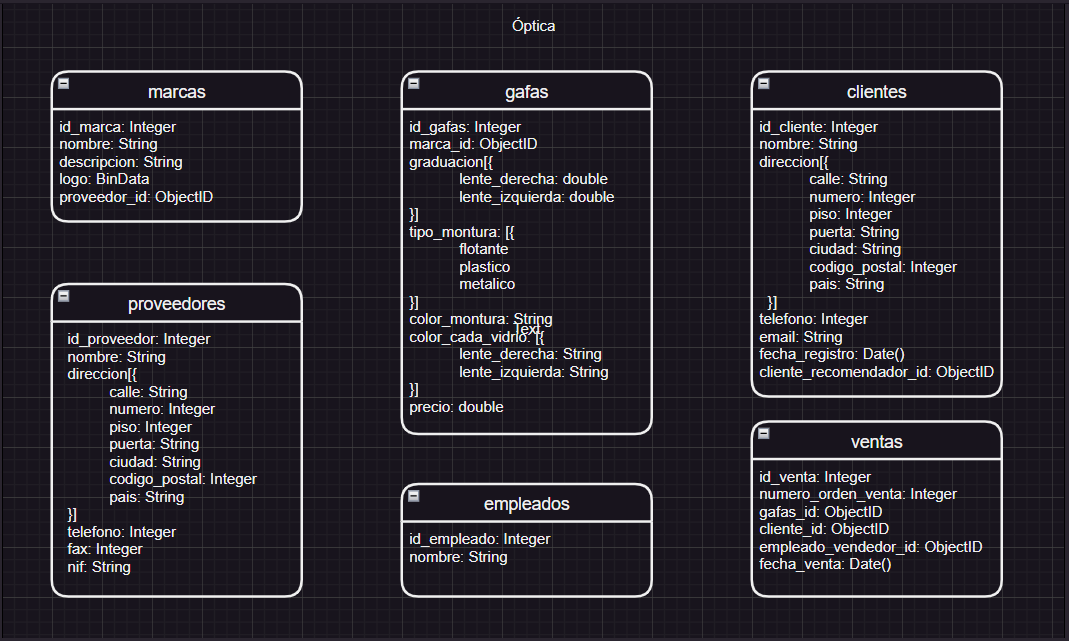 Óptica
marcas
id_marca: Integer
nombre: String
descripcion: String
logo: BinData
proveedor_id: ObjectID
proveedores
id_proveedor: Integer
nombre: String
direccion[{
calle: String
numero: Integer
piso: Integer
puerta: String
ciudad: String
codigo_postal: Integer
pais: String
}]
telefono: Integer
fax: Integer
nif: String
gafas
id_gafas: Integer
marca_id: ObjectID
graduacion[{
lente_derecha: double
lente_izquierda: double
}]
tipo_montura: [{
flotante
plastico
metalico
}]
color_montura: String
Text
color_cada_vidrio: [{
lente_derecha: String
lente_izquierda: String
}]
precio: double
empleados
id_empleado: Integer
nombre: String
clientes
id_cliente: Integer
nombre: String
direccion[{
calle: String
numero: Integer
piso: Integer
puerta: String
ciudad: String
codigo_postal: Integer
pais: String
}]
telefono: Integer
email: String
fecha_registro: Date()
cliente_recomendador_id: ObjectID
ventas
id_venta: Integer
numero_orden_venta: Integer
gafas_id: ObjectID
cliente_id: ObjectID
empleado_vendedor_id: ObjectID
fecha_venta: Date()